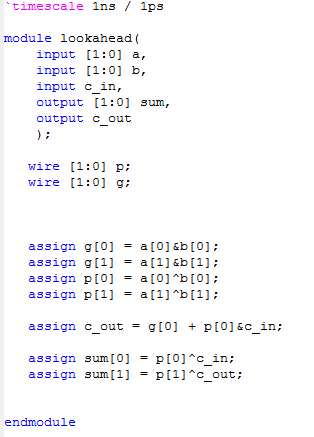 `timescale 1ns / 1ps
module lookahead(
input [1:0] a,
input [1:0] b,
input c_in,
output [1:0] sum,
output c_out
);
wire [1:0] p;
wire [1:0] g;
assign g[0] = a[0]&b[0];
assign g[1] = a[1]&b[1];
assign p[0] = a[0]^b[0];
assign p[1] = a[1]^b[1];
assign c_out = g[0] + p[0]&c_in;
assign sum[0] = p[0]^c_in;
assign sum[1] = p[1]^c_out;
endmodule